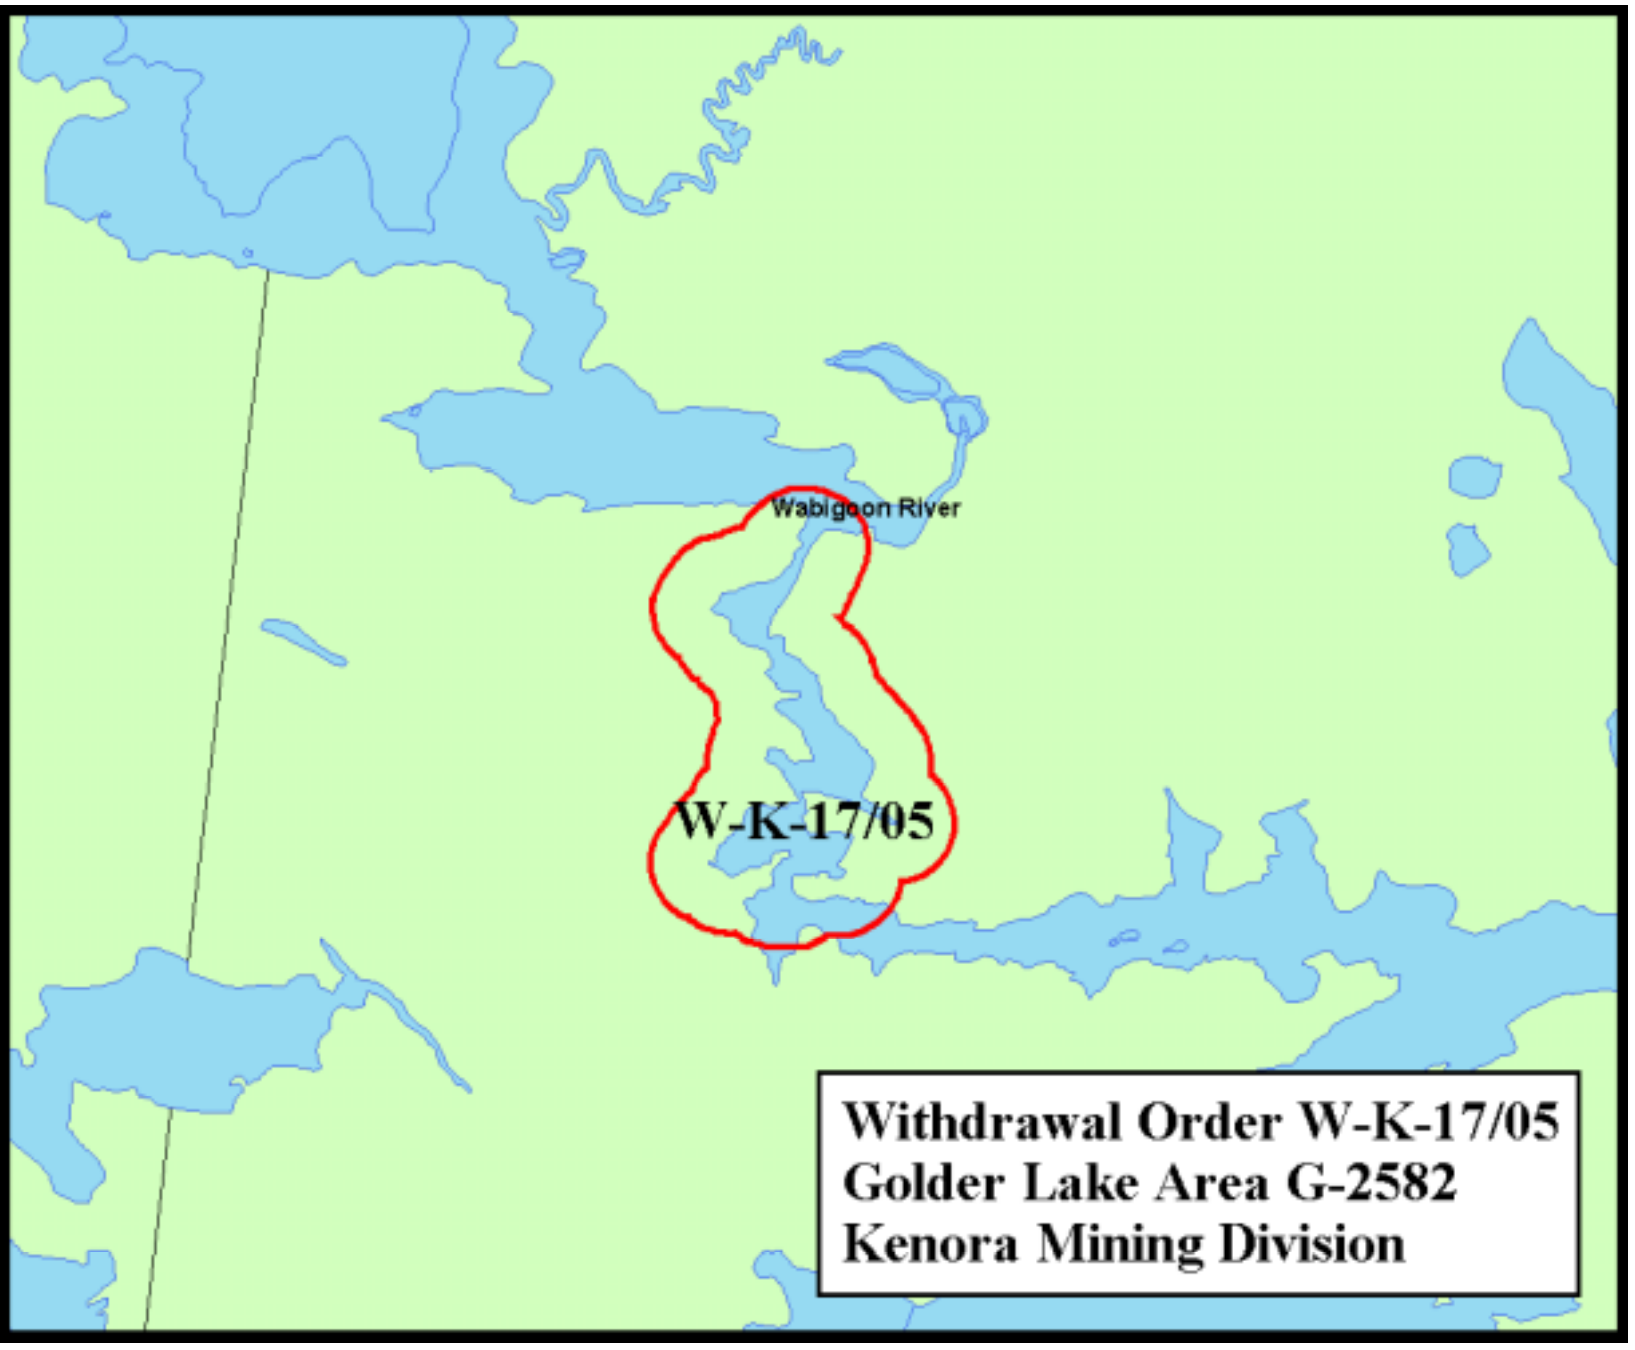 Wabigoon River
W-K-17/05
Withdrawal Order W-K-17/05
Golder Lake Area G-2582
Kenora Mining Division